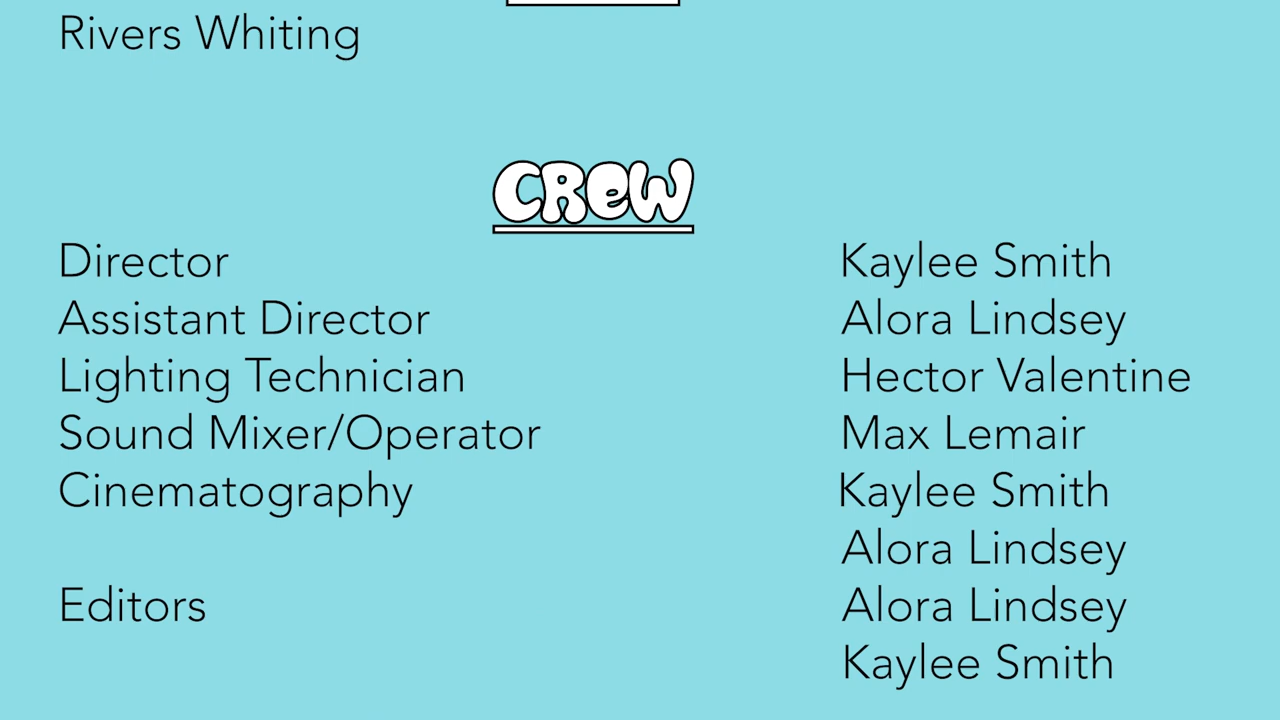 Rivers Whiting
CReW
Director Kaylee Smith
Assistant Director Alora Lindsey
Lighting Technician Hector Valentine
Sound Mixer/Operator Max Lemair
Cinematography Kaylee Smith
Alora Lindsey
Editors Alora Lindsey
Kaylee Smith